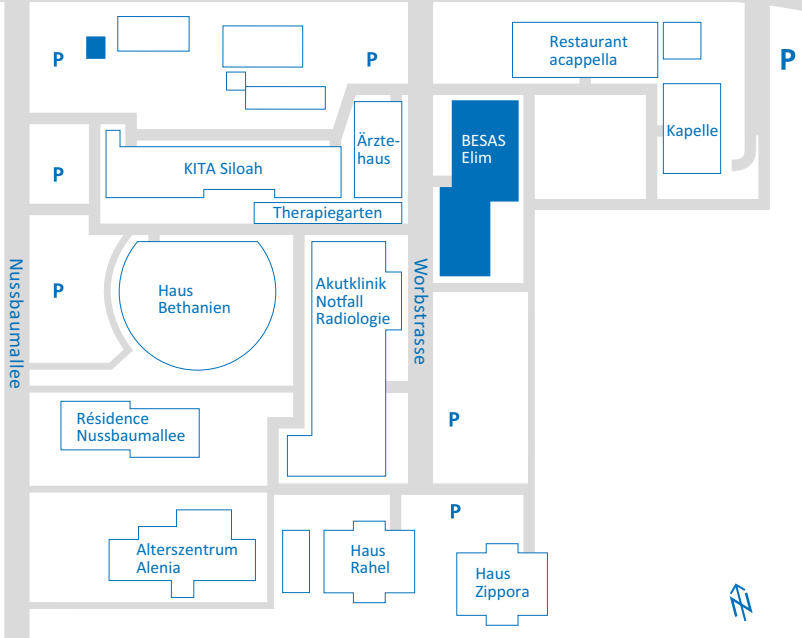 Restaurant
acappella
P
P
P
Ärzte-
haus
BESAS
Elim
Kapelle
KITA Siloah
P
Therapiegarten
Nussbaumallee
P
Haus
Bethanien
Akutklinik
Notfall
Radiologie
Worbstrasse
Résidence
Nussbaumallee
P
P
Alterszentrum
Alenia
Haus
Rahel
Haus
Zippora
N